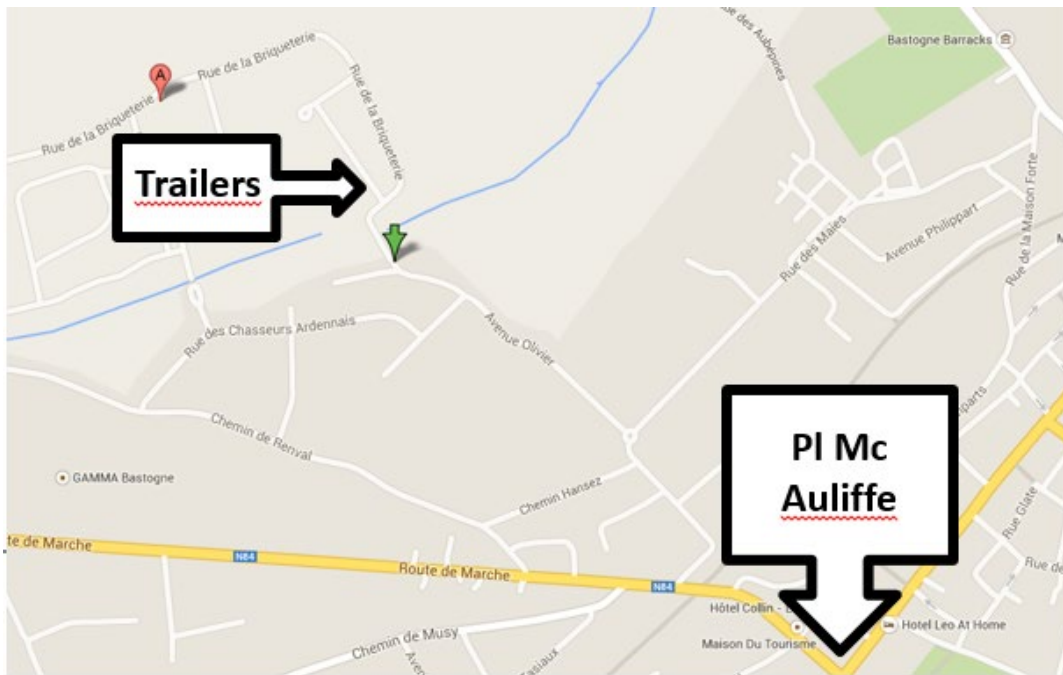 Rue des Aubépines
Bastogne Barracks
A
Rue de la Briqueterie
Rue de la Briqueterie
Rue de la Briqueterie
Trailers
Rue de la Maison Forte
Avenue Philippart
Rue des Maies
Rue des Chasseurs Ardennais
Avenue Olivier
Chemin de Renval
Pl Mc
Auliffe
GAMMA Bastogne
Chemin Hansez
Rue Glate
te de Marche
N84
Route de Marche
N84
Rue de
Hôtel Collin -
Hotel Leo At Home
Chemin de Musy
Maison Du Tourisme